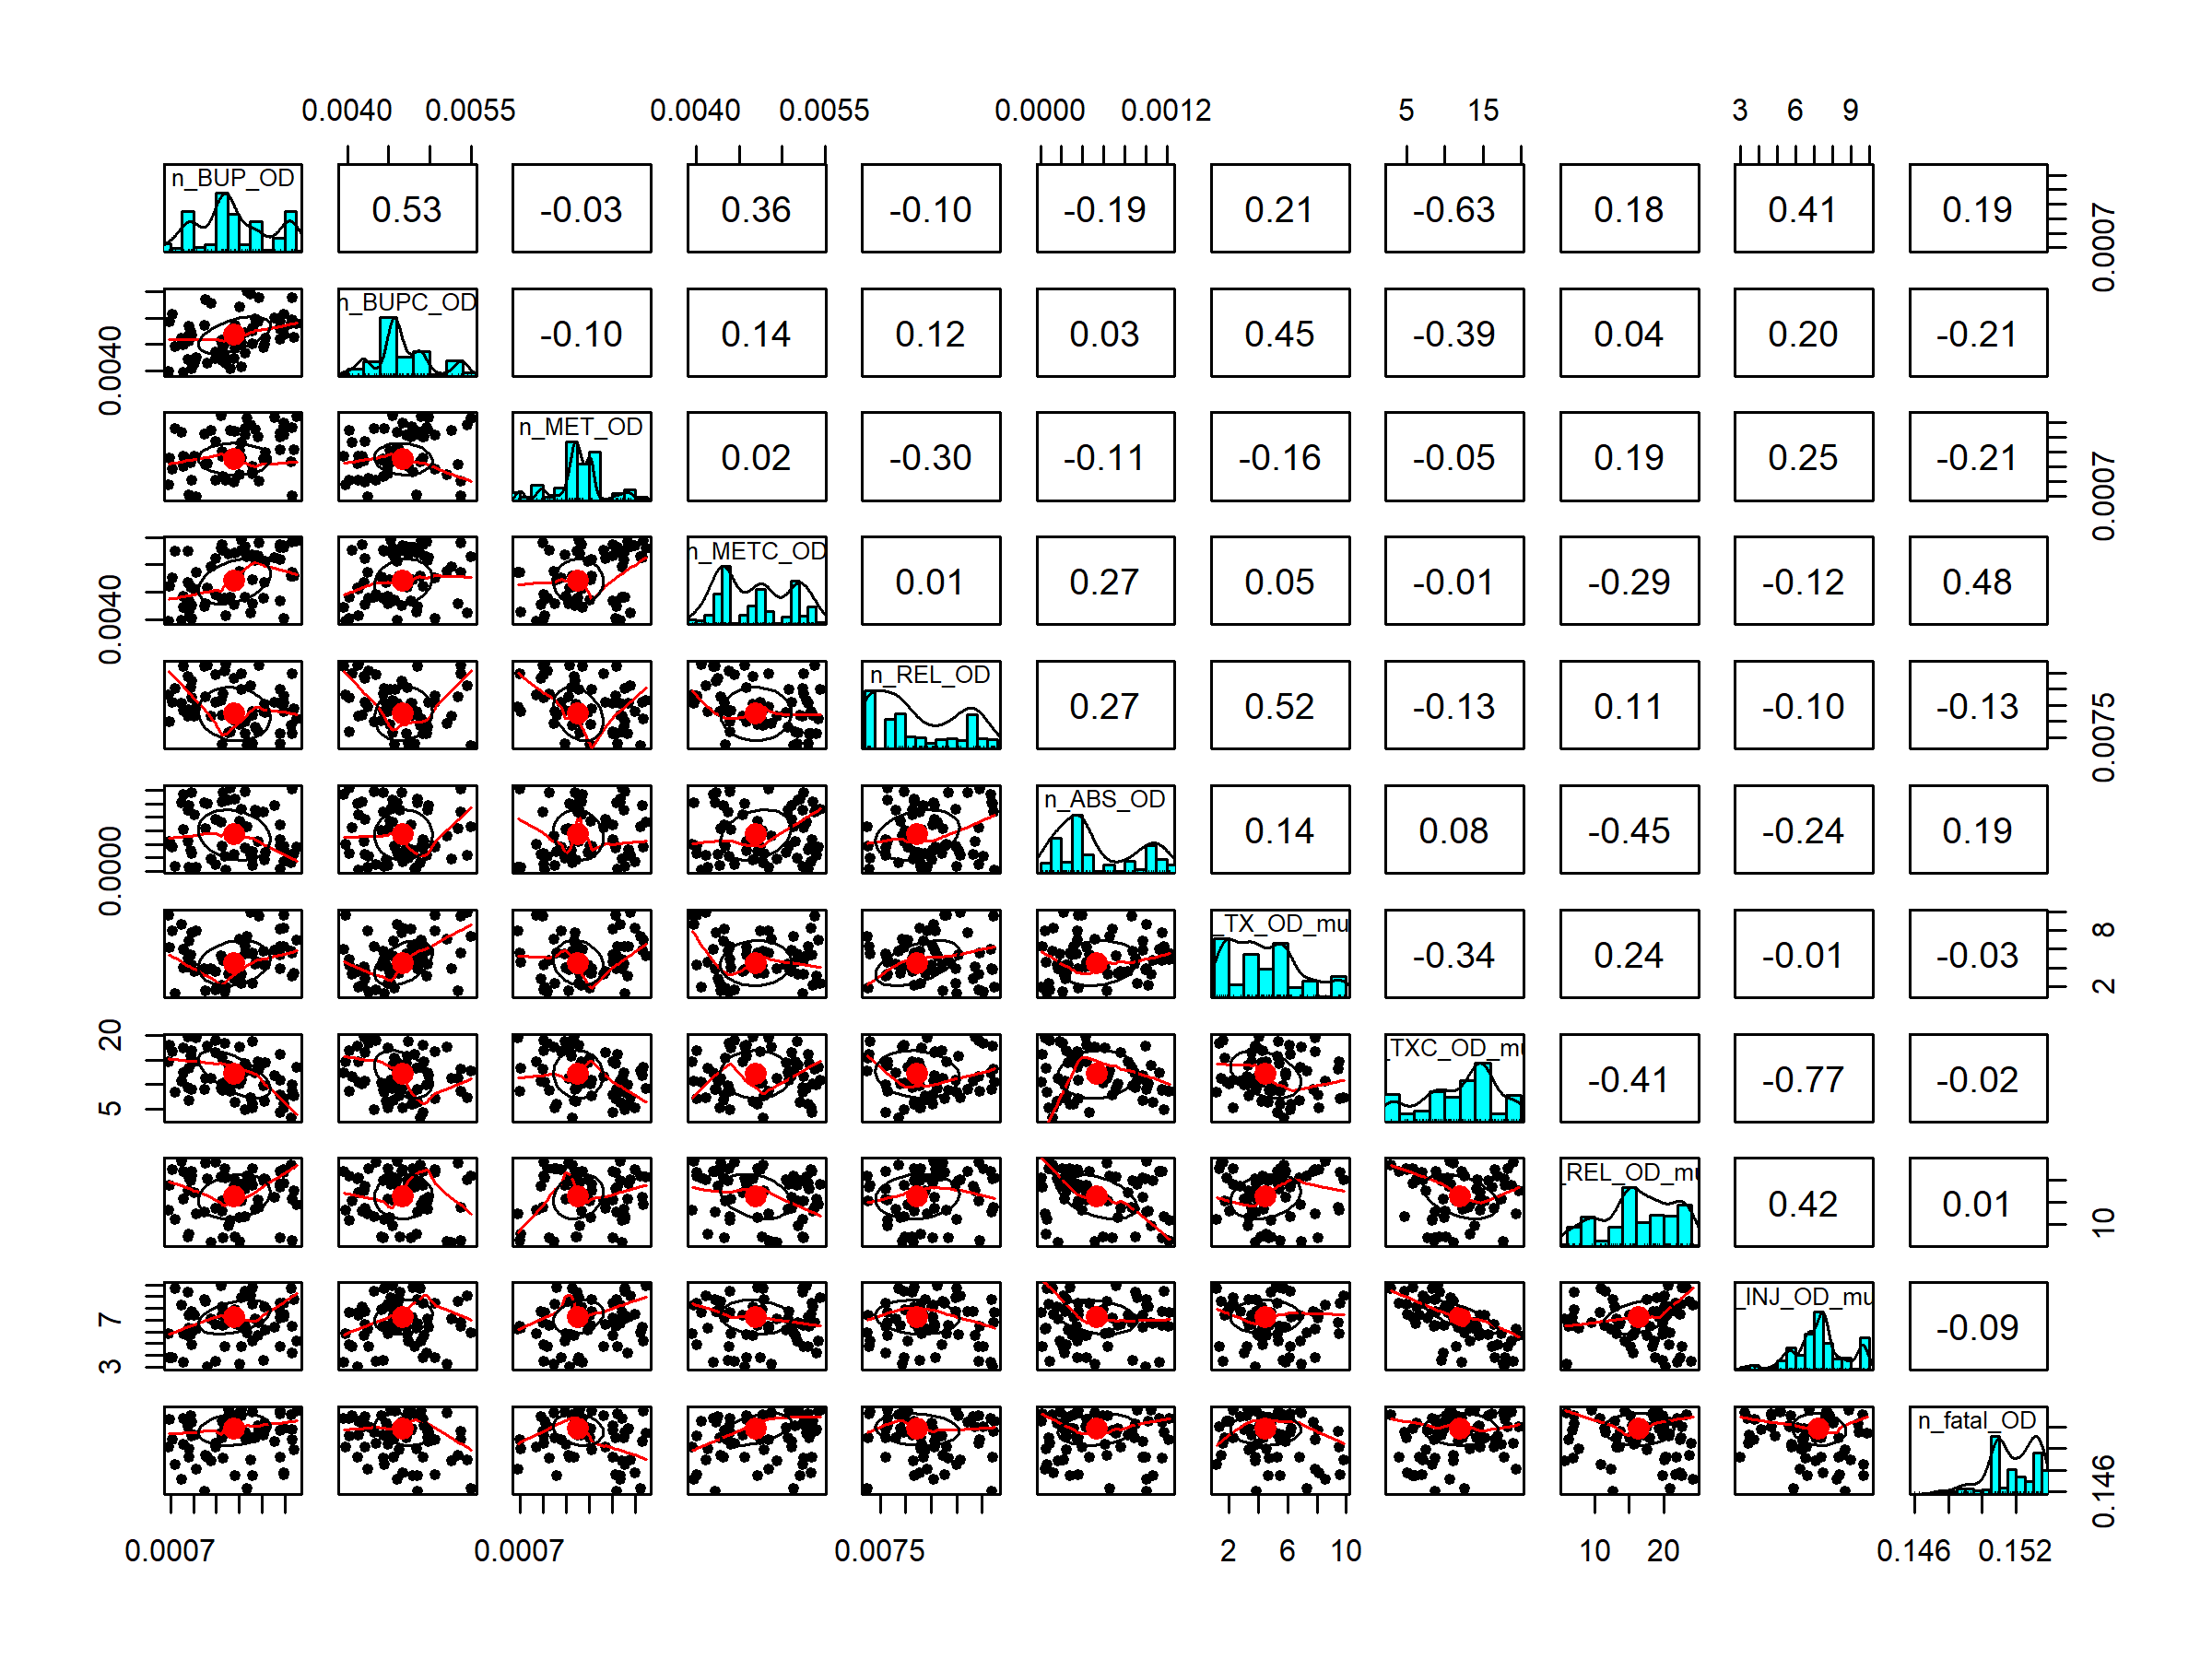 0.0040 0.0055 0.0040 0.0055 0.0000 0.0012 5 15 3 6 9
n_BUP_OD 0.53 -0.03 0.36 -0.10 -0.19 0.21 -0.63 0.18 0.41 0.19 0.0007
0.0040 n_BUPC_OD -0.10 0.14 0.12 0.03 0.45 -0.39 0.04 0.20 -0.21
n_MET_OD 0.02 -0.30 -0.11 -0.16 -0.05 0.19 0.25 -0.21 0.0007
0.0040 n_METC_OD 0.01 0.27 0.05 -0.01 -0.29 -0.12 0.48
n_REL_OD 0.27 0.52 -0.13 0.11 -0.10 -0.13 0.0075
0.0000 n_ABS_OD 0.14 0.08 -0.45 -0.24 0.19
_TX_OD_mu -0.34 0.24 -0.01 -0.03 2 8
5 20 _TXC_OD_mu -0.41 -0.77 -0.02
_REL_OD_mu 0.42 0.01 10
3 7 _INJ_OD_mu -0.09
n_fatal_OD 0.146
0.0007 0.0007 0.0075 2 6 10 10 20 0.146 0.152